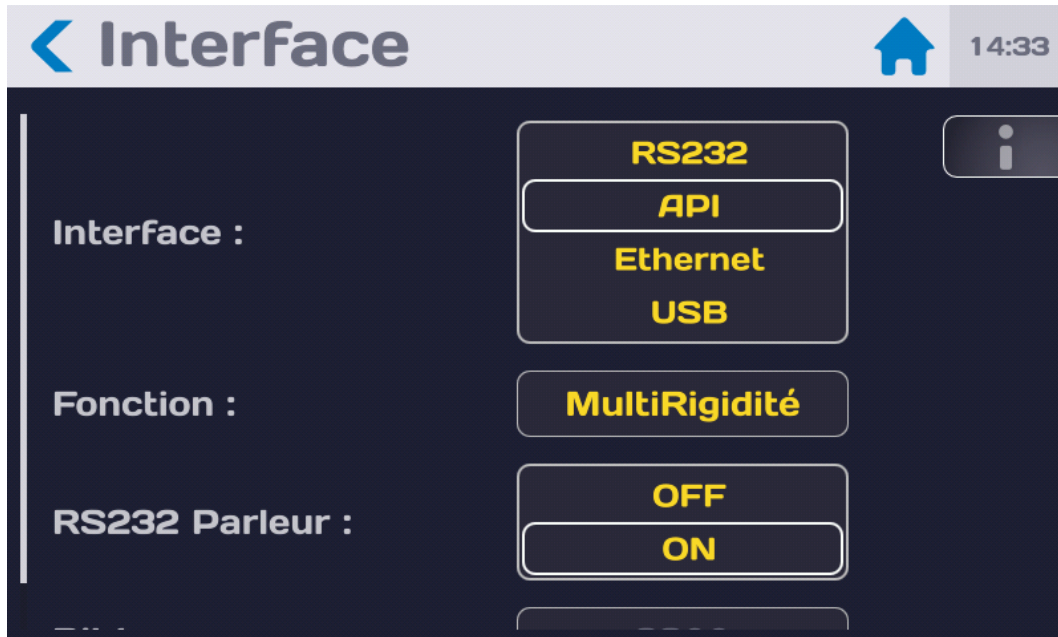 Interface
14:33
Interface :
RS232
API
Ethernet
USB
Fonction :
MultiRigidité
RS232 Parleur :
OFF
ON